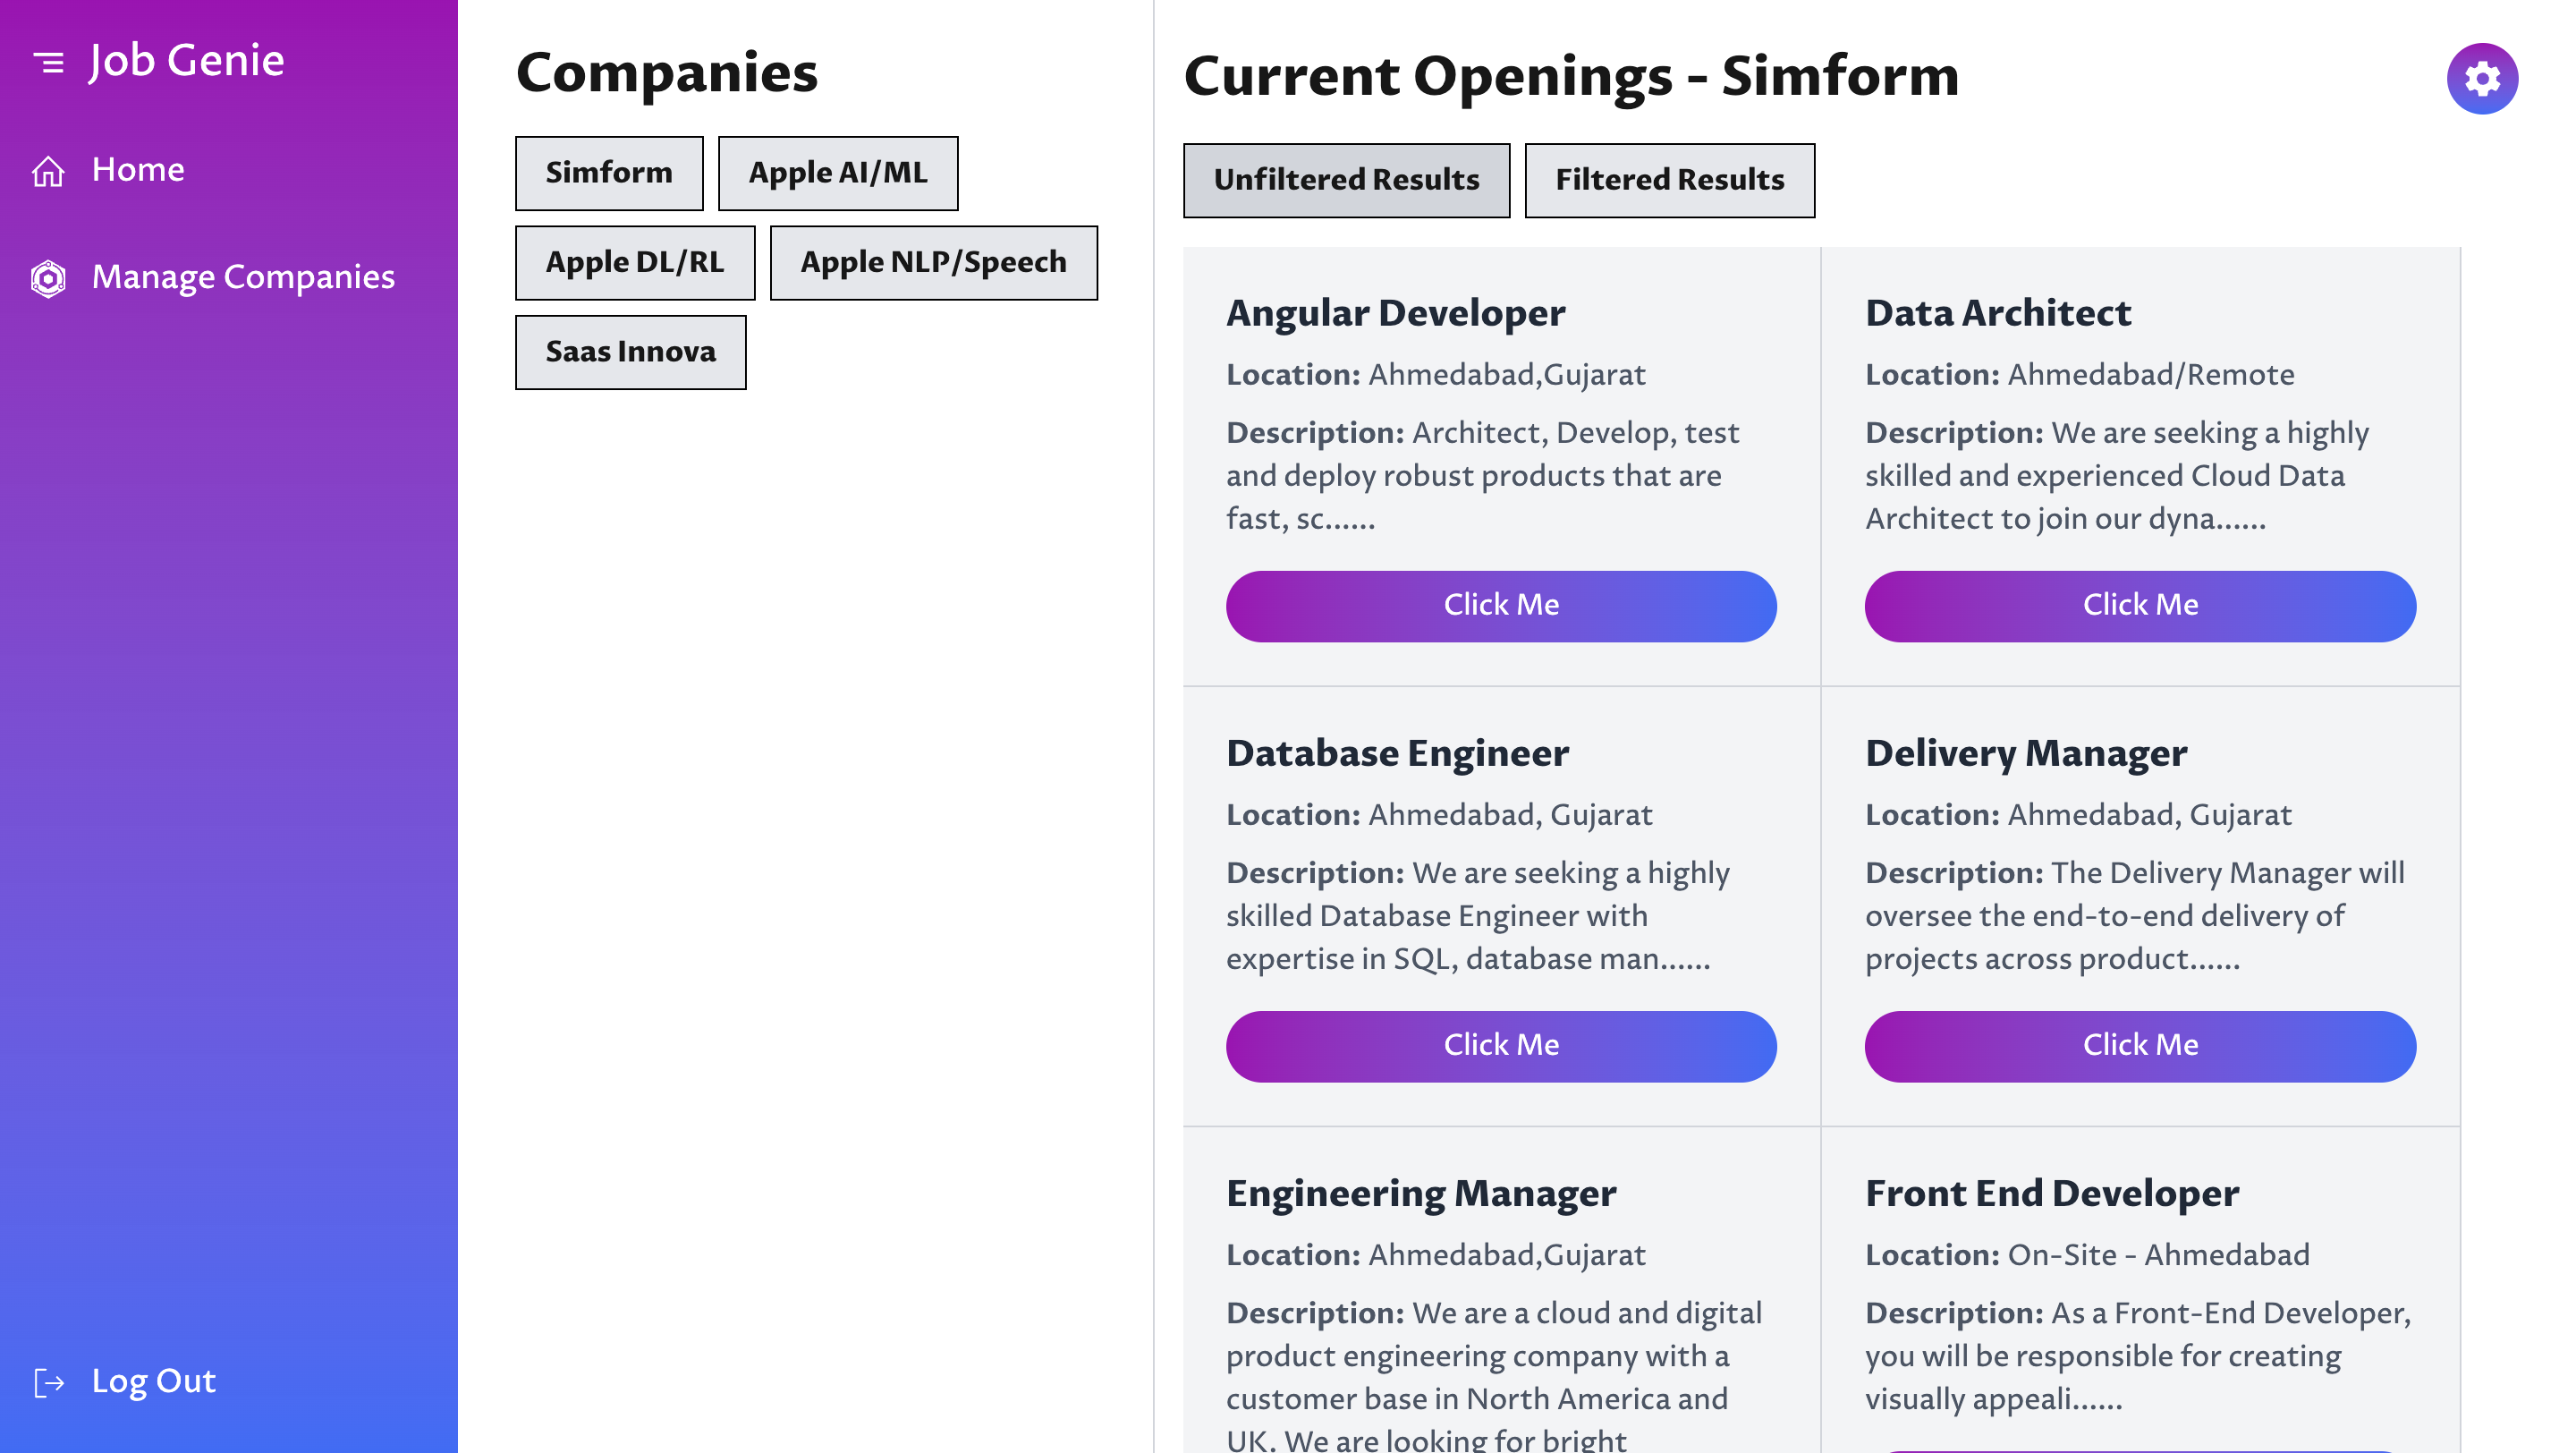 Job Genie
Home
Manage Companies
Log Out
Companies
Simform
Apple AI/ML
Apple DL/RL
Apple NLP/Speech
Saas Innova
Current Openings - Simform
Unfiltered Results
Filtered Results
Angular Developer
Location: Ahmedabad,Gujarat
Description: Architect, Develop, test
and deploy robust products that are
fast, sc......
Click Me
Data Architect
Location: Ahmedabad/Remote
Description: We are seeking a highly
skilled and experienced Cloud Data
Architect to join our dyna......
Click Me
Database Engineer
Location: Ahmedabad, Gujarat
Description: We are seeking a highly
skilled Database Engineer with
expertise in SQL, database man......
Click Me
Delivery Manager
Location: Ahmedabad, Gujarat
Description: The Delivery Manager will
oversee the end-to-end delivery of
projects across product......
Click Me
Engineering Manager
Location: Ahmedabad,Gujarat
Description: We are a cloud and digital
product engineering company with a
customer base in North America and
UK. We are looking for bright
Front End Developer
Location: On-Site - Ahmedabad
Description: As a Front-End Developer,
you will be responsible for creating
visually appeali......